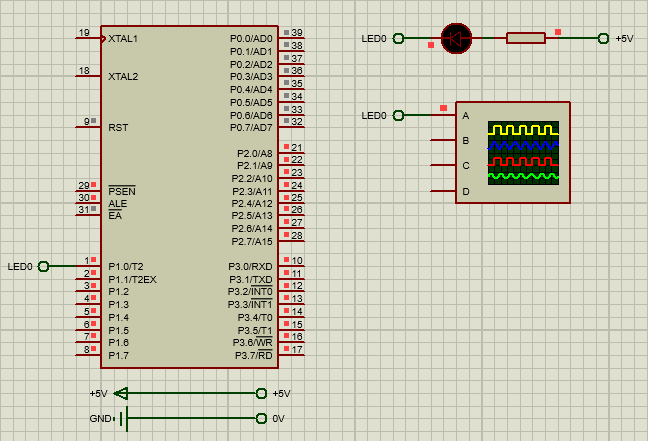 19 XTAL1 P0.0/AD0 39
P0.1/AD1 38
P0.2/AD2 37
18 XTAL2 P0.3/AD3 36
P0.4/AD4 35
P0.5/AD5 34
P0.6/AD6 33
9 RST P0.7/AD7 32
P2.0/A8 21
P2.1/A9 22
P2.2/A10 23
29 PSEN P2.3/A11 24
30 ALE P2.4/A12 25
31 EA P2.5/A13 26
P2.6/A14 27
P2.7/A15 28
LED0 1 P1.0/T2 P3.0/RXD 10
2 P1.1/T2EX P3.1/TXD 11
3 P1.2 P3.2/INT0 12
4 P1.3 P3.3/INT1 13
5 P1.4 P3.4/T0 14
6 P1.5 P3.5/T1 15
7 P1.6 P3.6/WR 16
8 P1.7 P3.7/RD 17
+5V +5V
GND 0V
LED0 +5V
LED0 A
B
C
D